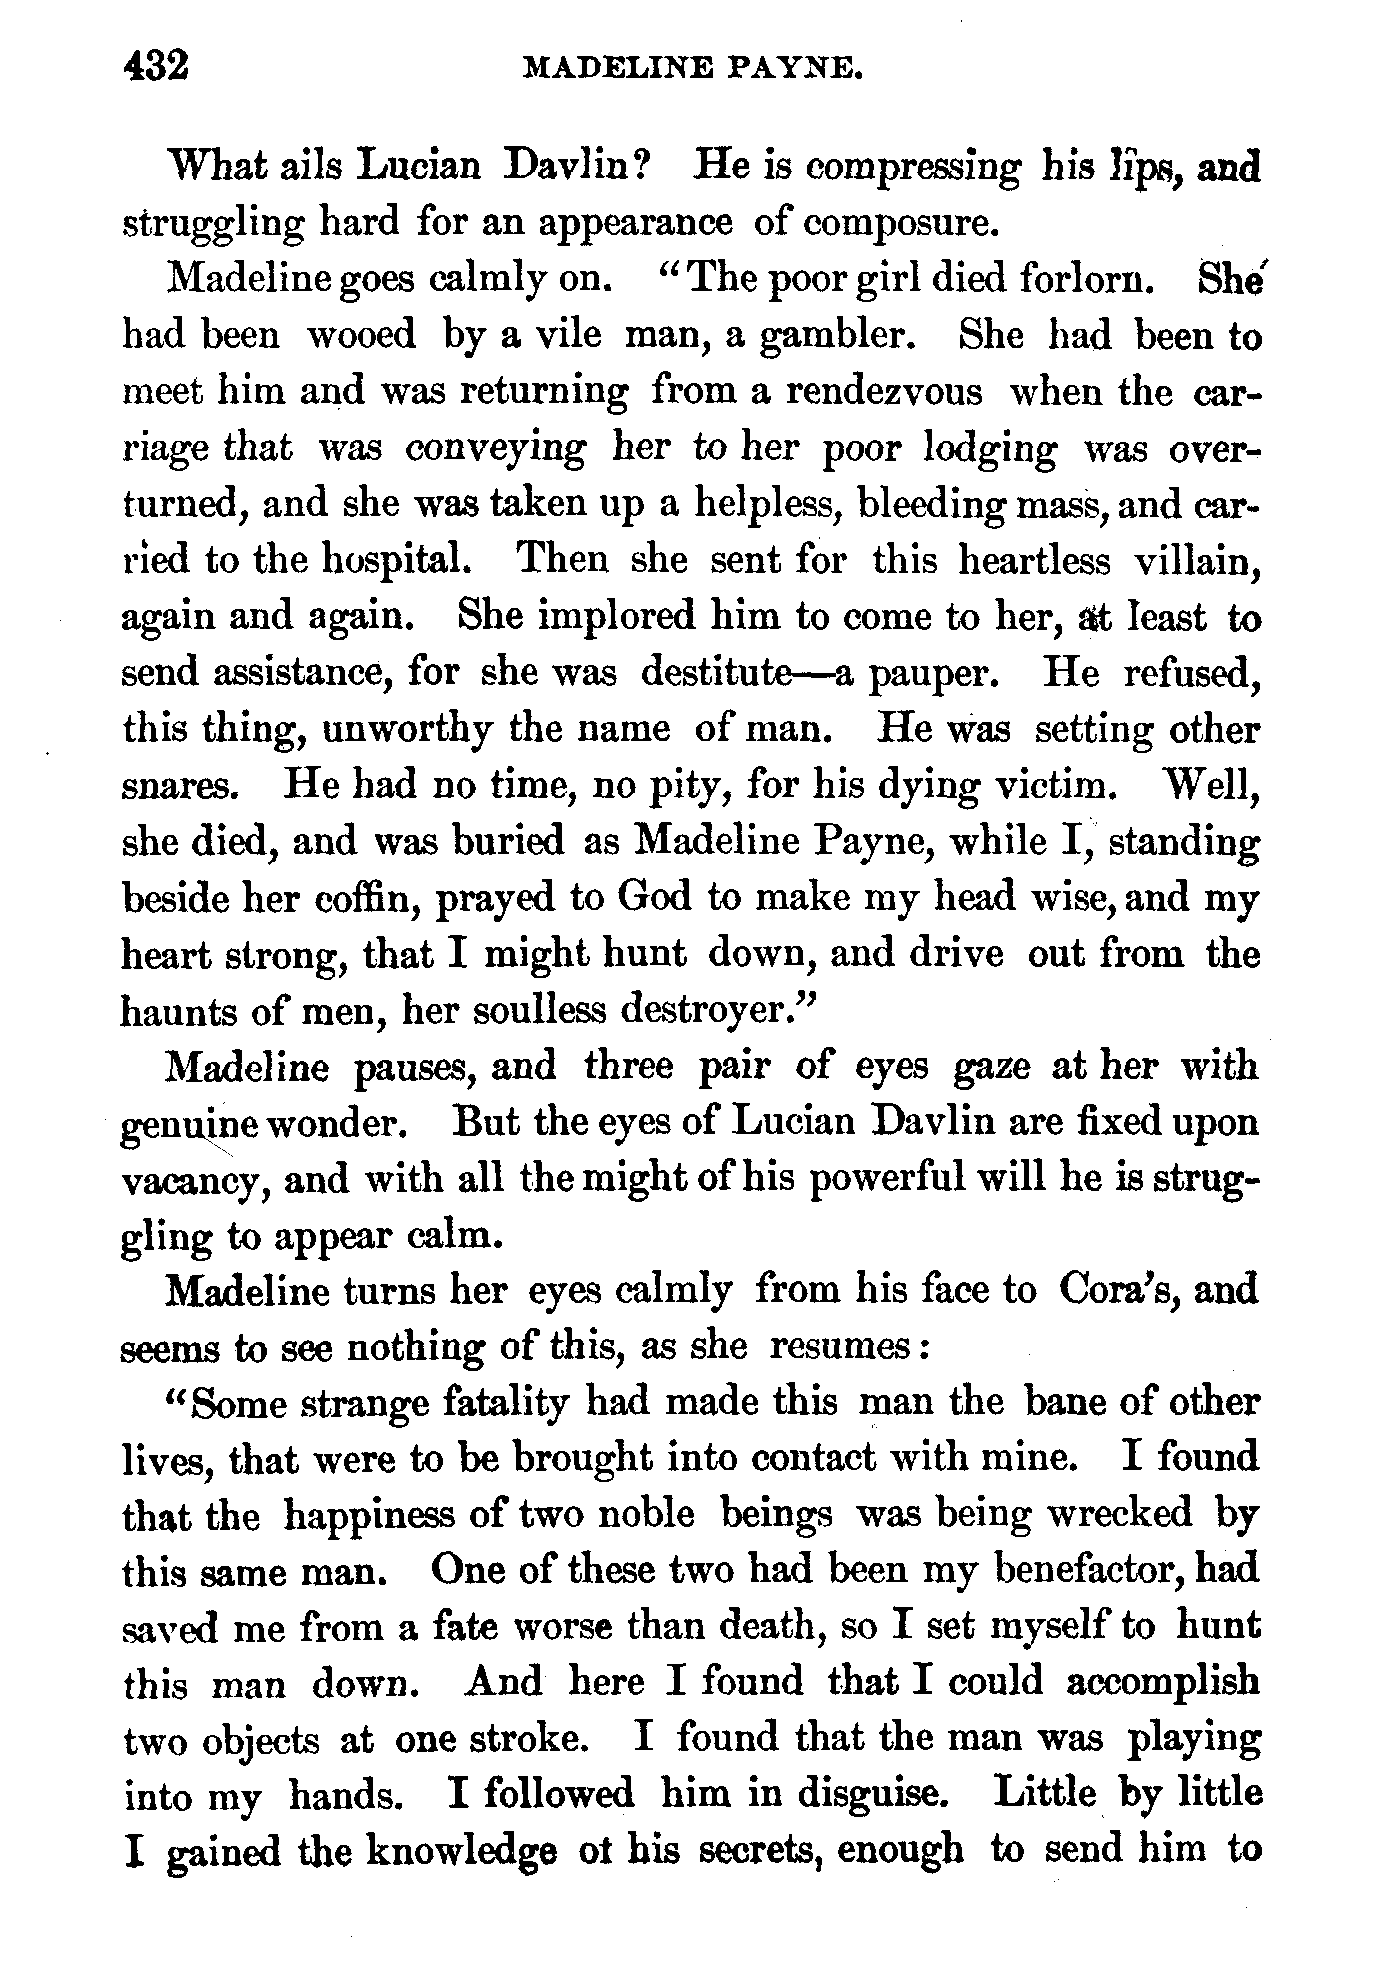 432 MADELINE PAYNE.
What ails Lucian Davlin? He is compressing his lips, and
struggling hard for an appearance of composure.
Madeline goes calmly on. "The poor girl died forlorn. She
had been wooed by a vile man, a gambler. She had been to
meet him and was returning from a rendezvous when the car-
riage that was conveying her to her poor lodging was over-
turned, and she was taken up a helpless, bleeding mass, and car-
ried to the hospital. Then she sent for this heartless villain,
again and again. She implored him to come to her, at least to
send assistance, for she was destitute—a pauper. He refused,
this thing, unworthy the name of man. He was setting other
snares. He had no time, no pity, for his dying victim. Well,
she died, and was buried as Madeline Payne, while I, standing
beside her coffin, prayed to God to make my head wise, and my
heart strong, that I might hunt down, and drive out from the
haunts of men, her soulless destroyer."
Madeline pauses, and three pair of eyes gaze at her with
genuine wonder. But the eyes of Lucian Davlin are fixed upon
vacancy, and with all the might of his powerful will he is strug-
gling to appear calm.
Madeline turns her eyes calmly from his face to Cora's, and
seems to see nothing of this, as she resumes:
"Some strange fatality had made this man the bane of other
lives, that were to be brought into contact with mine. I found
that the happiness of two noble beings was being wrecked by
this same man. One of these two had been my benefactor, had
saved me from a fate worse than death, so I set myself to hunt
this man down. And here I found that I could accomplish
two objects at one stroke. I found that the man was playing
into my hands. I followed him in disguise. Little by little
I gained the knowledge of his secrets, enough to send him to